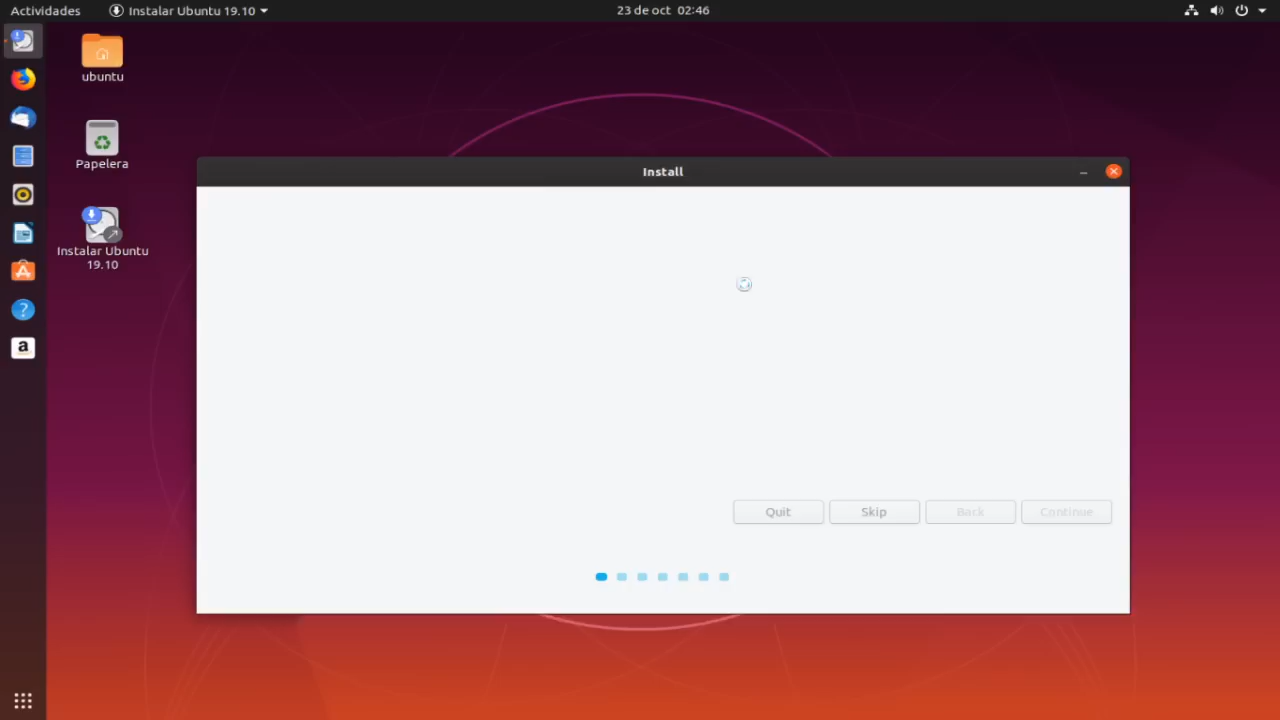 Actividades
Instalar Ubuntu 19.10
23 de oct 02:46
ubuntu
Papelera
Instalar Ubuntu
19.10
Install
Quit
Skip
Back
Continue